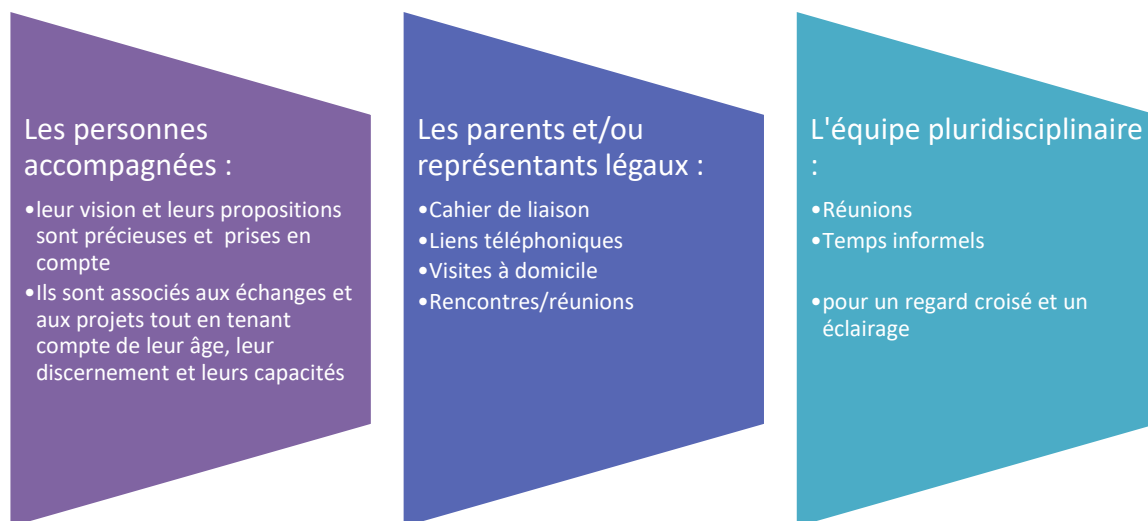 Les personnes
accompagnées :
•leur vision et leurs propositions
sont précieuses et  prises en
compte
•Ils sont associés aux échanges et
aux projets tout en tenant
compte de leur âge, leur
discernement et leurs capacités
Les parents et/ou
représentants légaux :
•Cahier de liaison
•Liens téléphoniques
•Visites à domicile
•Rencontres/réunions
L'équipe pluridisciplinaire
:
•Réunions
•Temps informels
•pour un regard croisé et un
éclairage